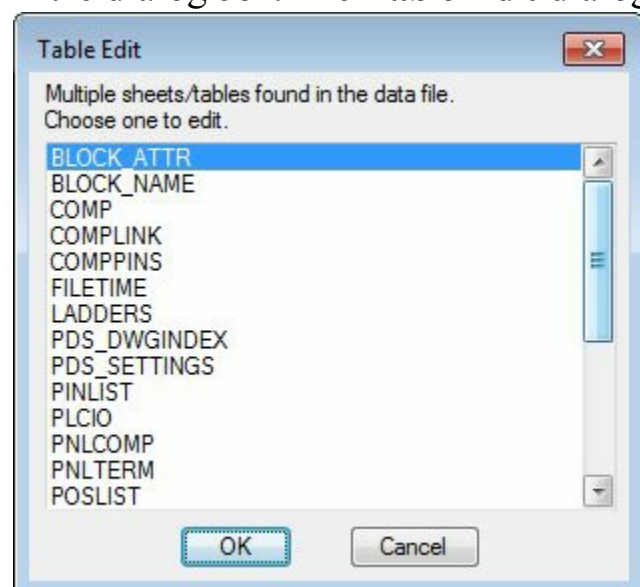 Table Edit
Multiple sheets/tables found in the data file.
Choose one to edit.
BLOCK_ATTR
BLOCK_NAME
COMP
COMPLINK
COMPPINS
FILETIME
LADDERS
PDS_DWGINDEX
PDS_SETTINGS
PINLIST
PLCIO
PNLCOMP
PNLTERM
POSLIST
OK Cancel